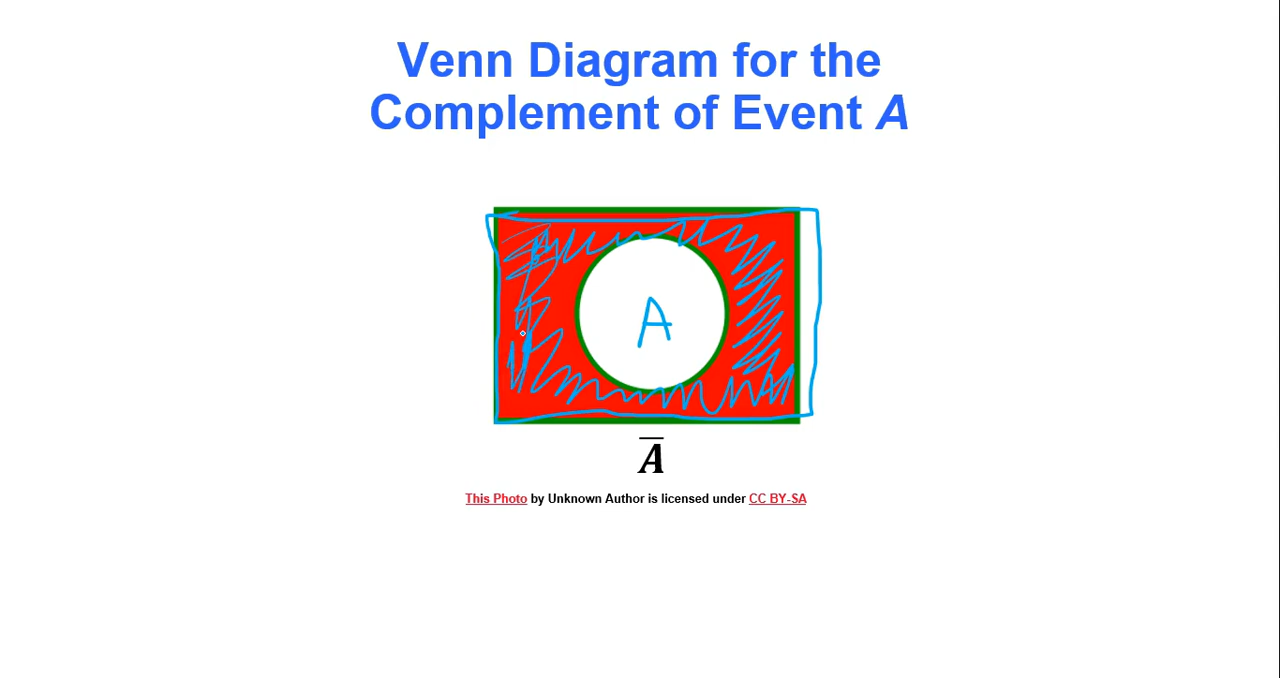 Venn Diagram for the
Complement of Event A
A
A̅
This Photo by Unknown Author is licensed under CC BY-SA